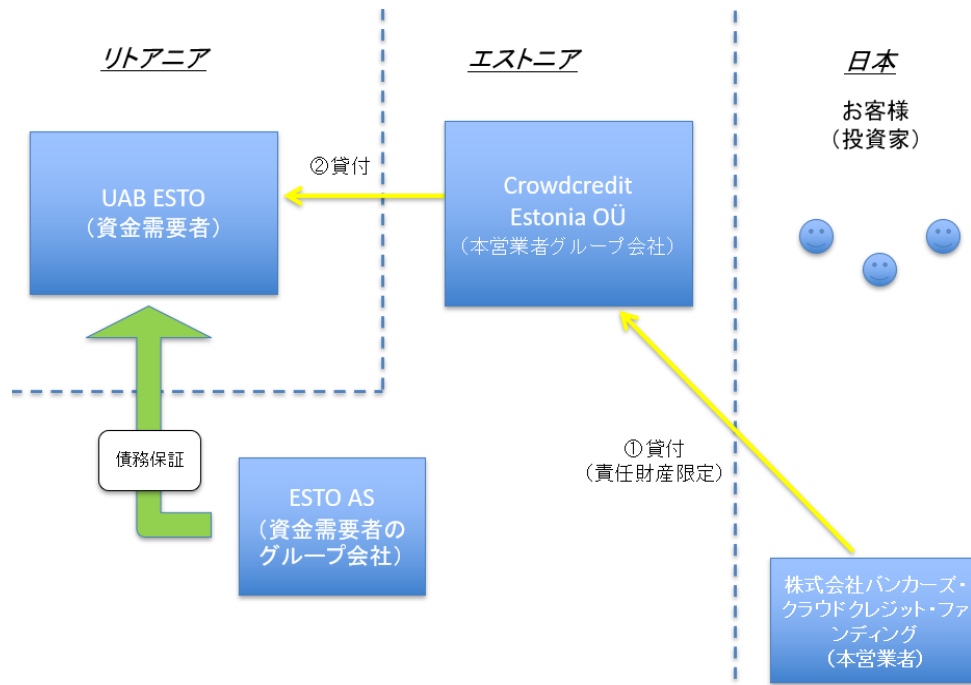 リトアニア
エストニア
日本
お客様
（投資家）
UAB ESTO
（資金需要者）
②貸付
Crowdcredit
Estonia OÜ
（本営業者グループ会社）
債務保証
ESTO AS
（資金需要者の
グループ会社）
①貸付
（責任財産限定）
株式会社バンカーズ・
クラウドクレジット・ファ
ンディング
（本営業者）